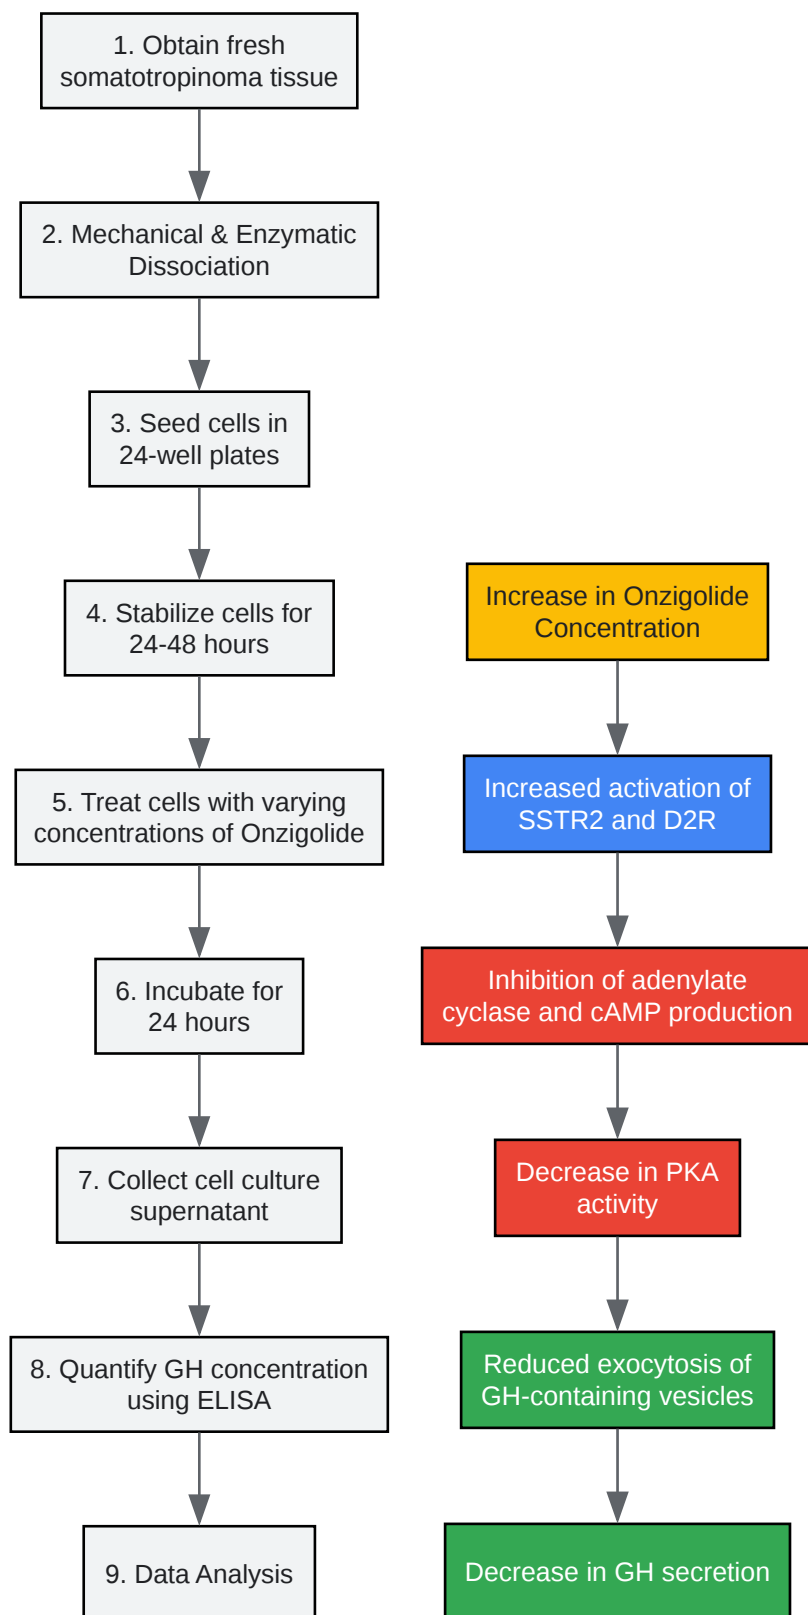 1. Obtain fresh
somatotropinoma tissue
2. Mechanical & Enzymatic
Dissociation
3. Seed cells in
24-well plates
4. Stabilize cells for
24-48 hours
5. Treat cells with varying
concentrations of Onzigolide
6. Incubate for
24 hours
7. Collect cell culture
supernatant
8. Quantify GH concentration
using ELISA
9. Data Analysis
Increase in Onzigolide
Concentration
Increased activation of
SSTR2 and D2R
Inhibition of adenylate
cyclase and cAMP production
Decrease in PKA
activity
Reduced exocytosis of
GH-containing vesicles
Decrease in GH secretion